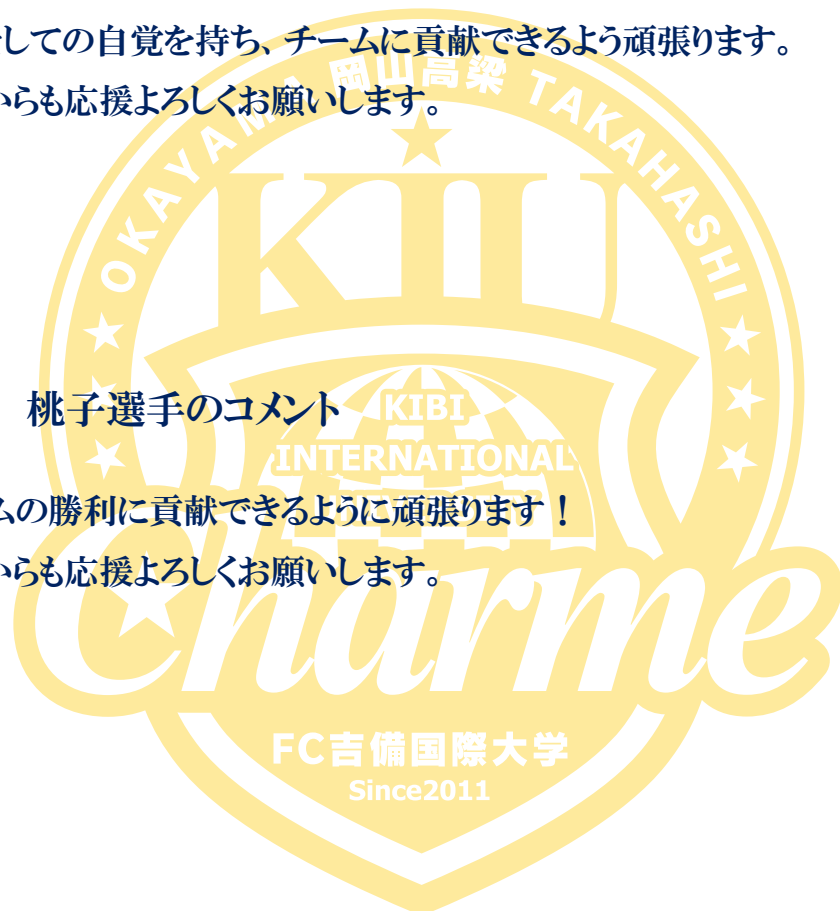 しての自覚を持ち、チームに貢献できるよう頑張ります。
OKAYAMA 岡山高梁 TAKAHASHI
らも応援よろしくお願いします。
KIU
桃子選手のコメント
KIBI
INTERNATIONAL
の勝利に貢献できるように頑張ります！
らも応援よろしくお願いします。
Charme
FC吉備国際大学
Since2011